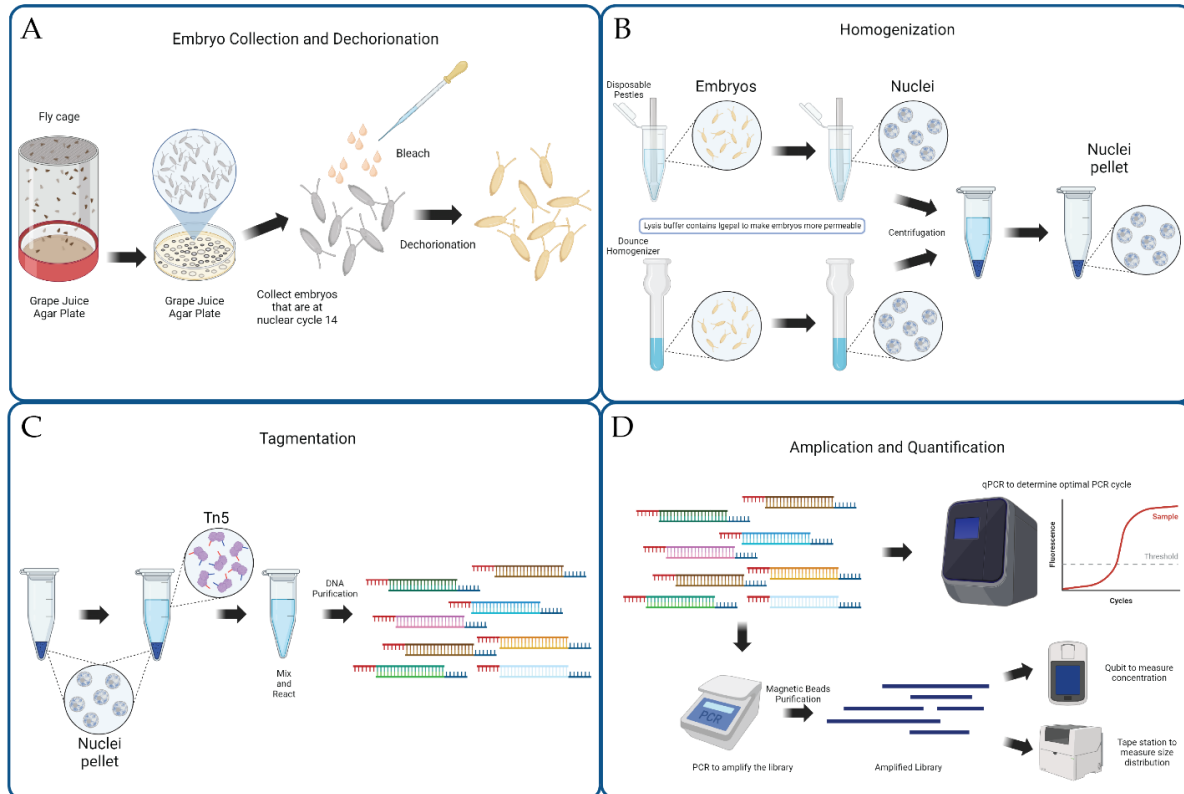 A
Embryo Collection and Dechorionation
Fly cage
Bleach
Dechorionation
Grape Juice
Agar Plate
Grape Juice
Agar Plate
Collect embryos
that are at
nuclear cycle 14
B
Homogenization
Disposable
Pestles
Embryos
Nuclei
Nuclei
pellet
Lysis buffer contains Igepel to make embryos more permeable
Centrifugation
Dounce
Homogenizer
C
Tagmentation
Tn5
DNA
Purification
Mix
and
React
Nuclei
pellet
D
Amplication and Quantification
qPCR to determine optimal PCR cycle
Fluorescence
Sample
Threshold
Cycles
PCR
Magnetic Beads
Purification
Qubit to measure
concentration
PCR to amplify the library
Amplified Library
Tape station to
measure size
distribution